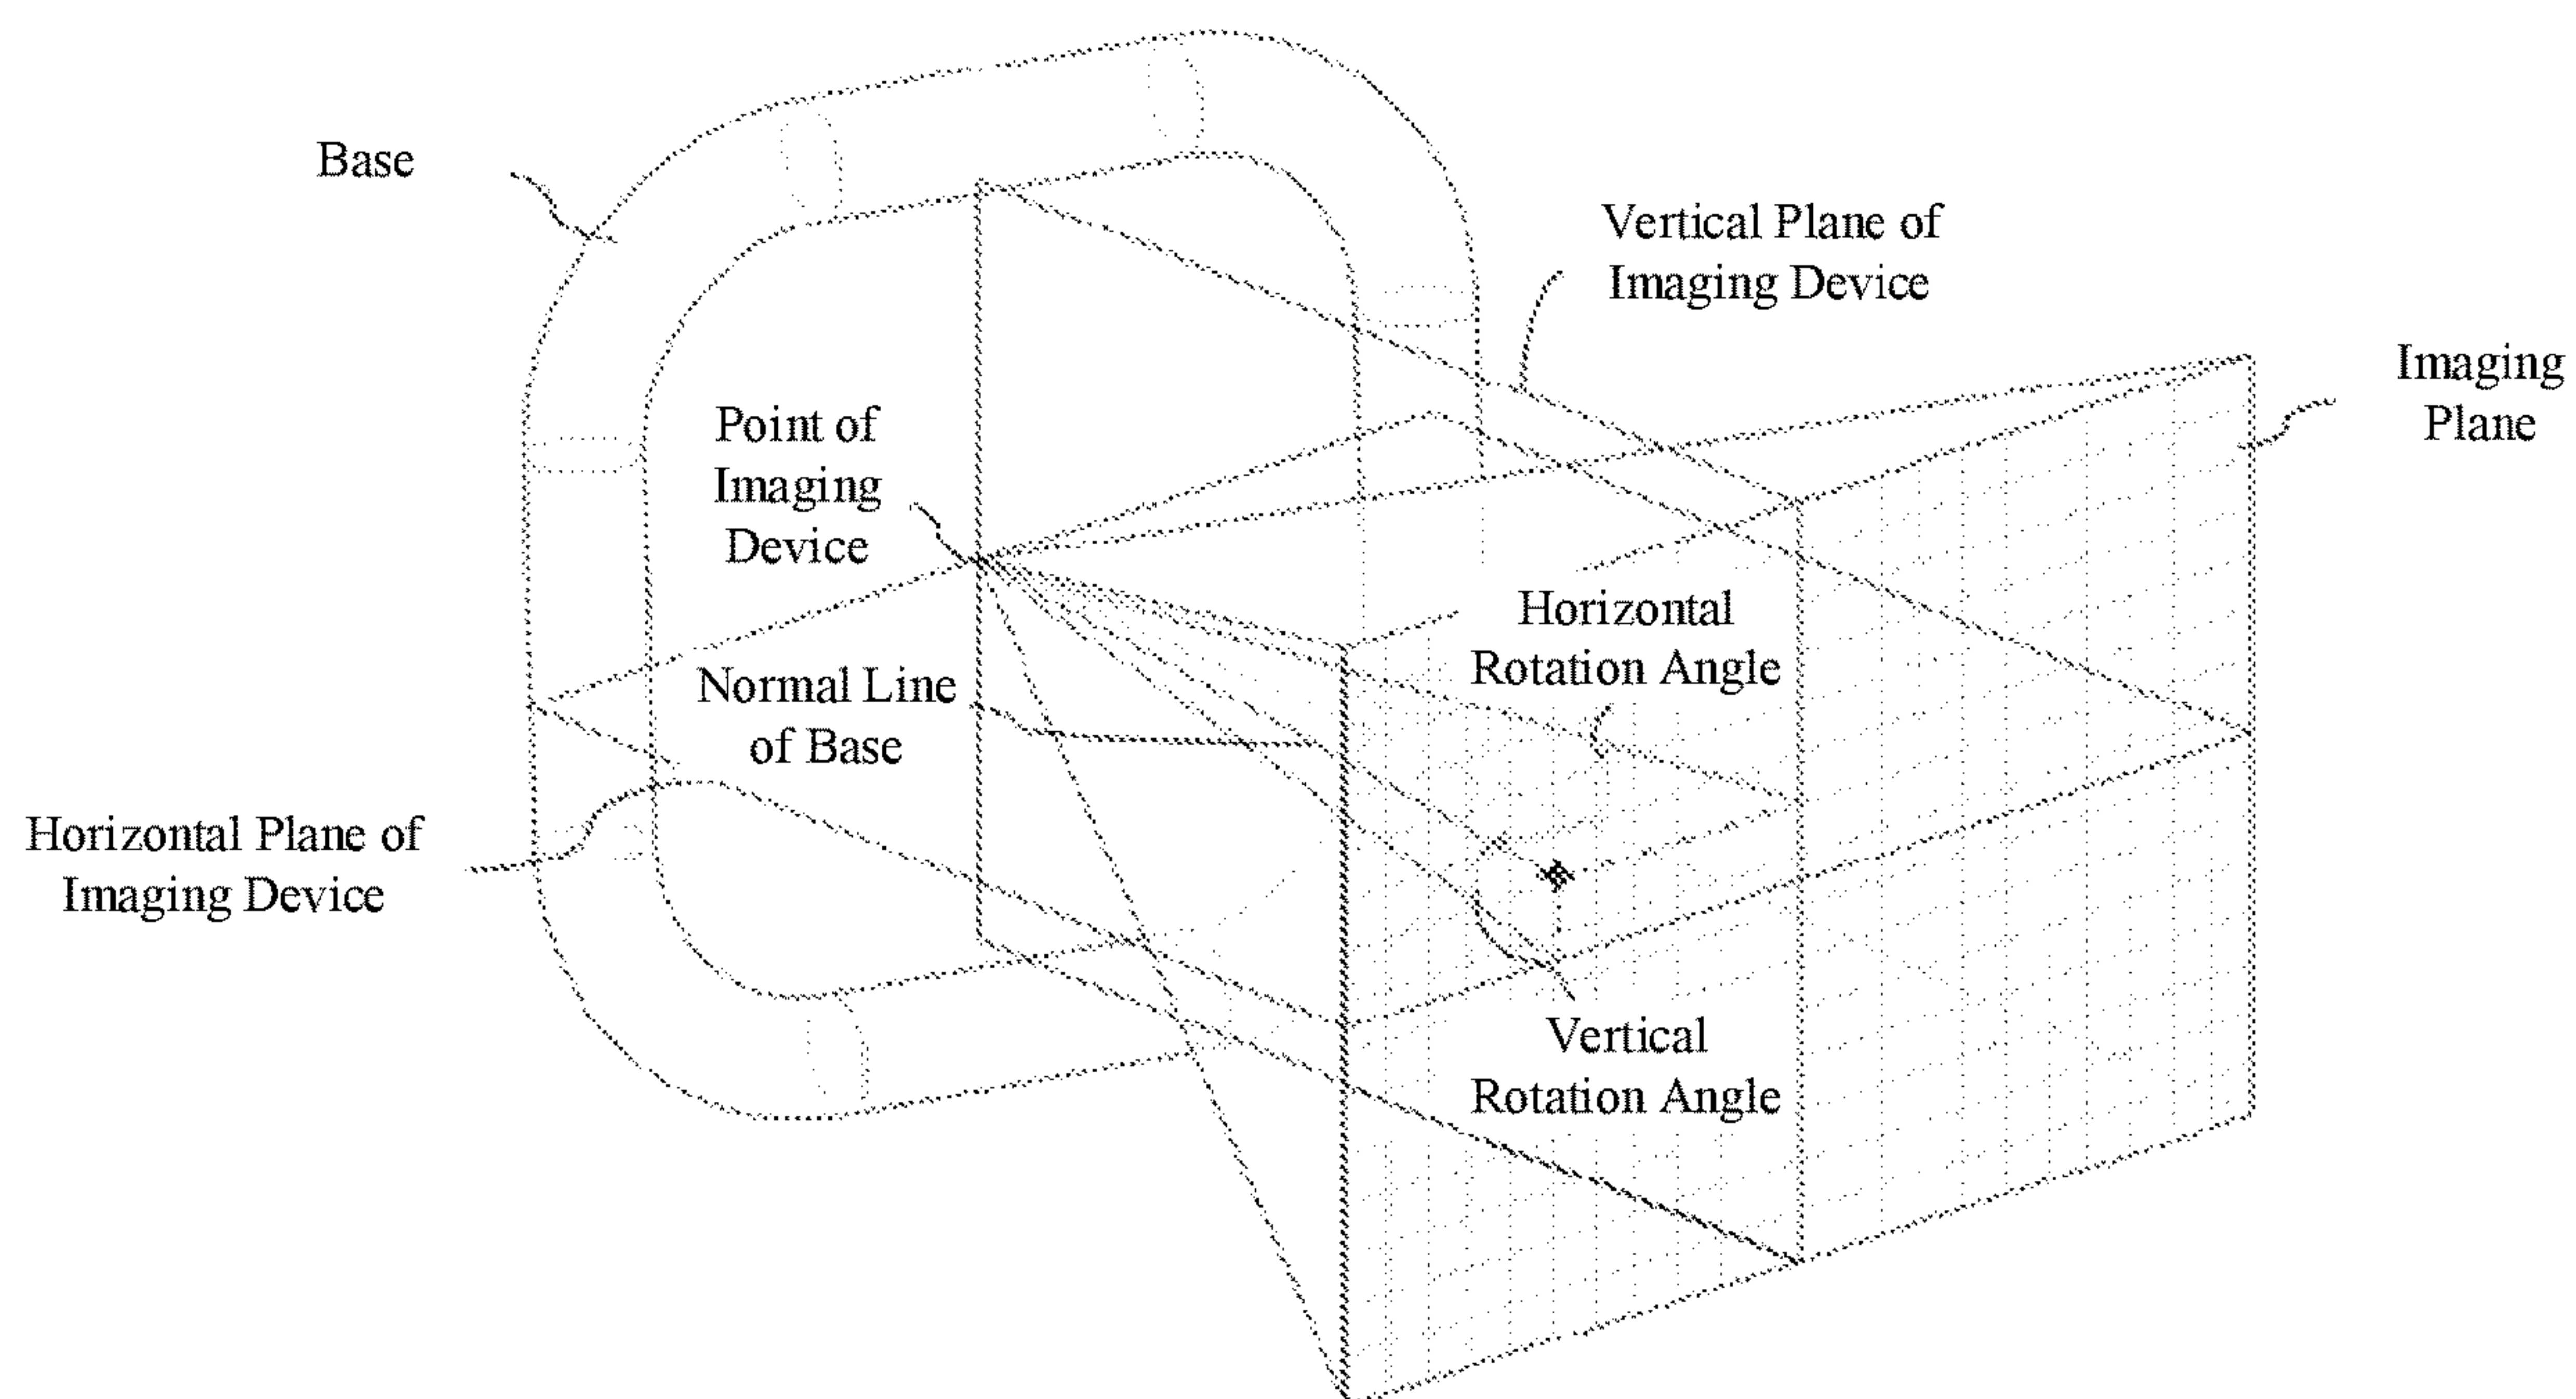 Base
Vertical Plane of
Imaging Device
Imaging
Plane
Point of
Imaging
Device
Horizontal
Rotation Angle
Normal Line
of Base
Horizontal Plane of
Imaging Device
Vertical
Rotation Angle